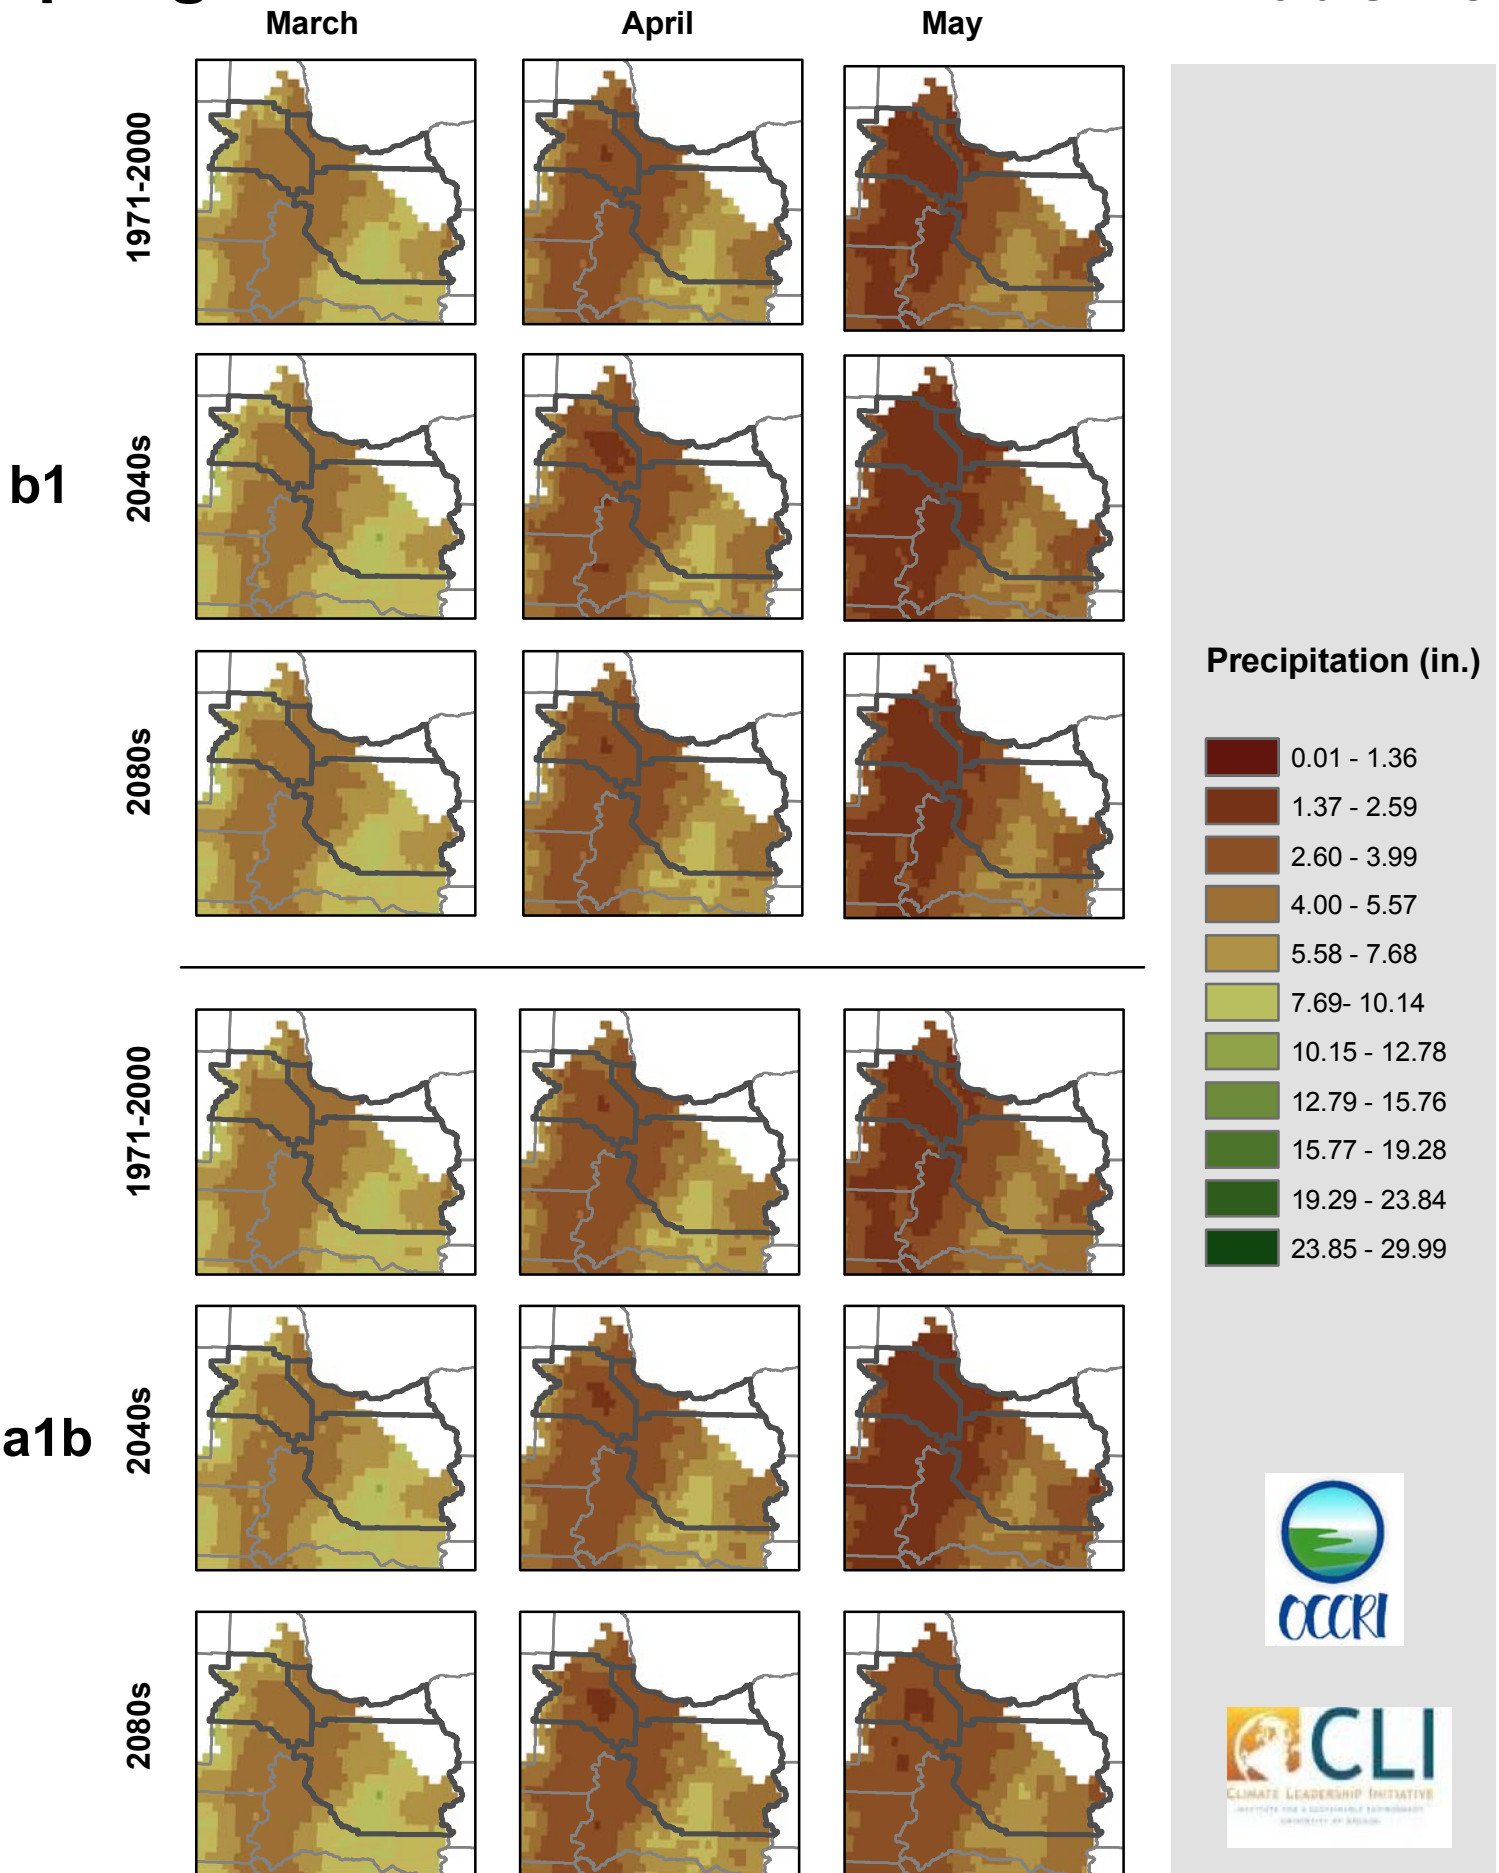 March April May
1971-2000
b1
2040s
2080s
Precipitation (in.)
0.01 - 1.36
1.37 - 2.59
2.60 - 3.99
4.00 - 5.57
5.58 - 7.68
7.69- 10.14
10.15 - 12.78
12.79 - 15.76
15.77 - 19.28
19.29 - 23.84
23.85 - 29.99
1971-2000
a1b
2040s
2080s
OCCRI
CLI
CLIMATE LEADERSHIP INITIATIVE